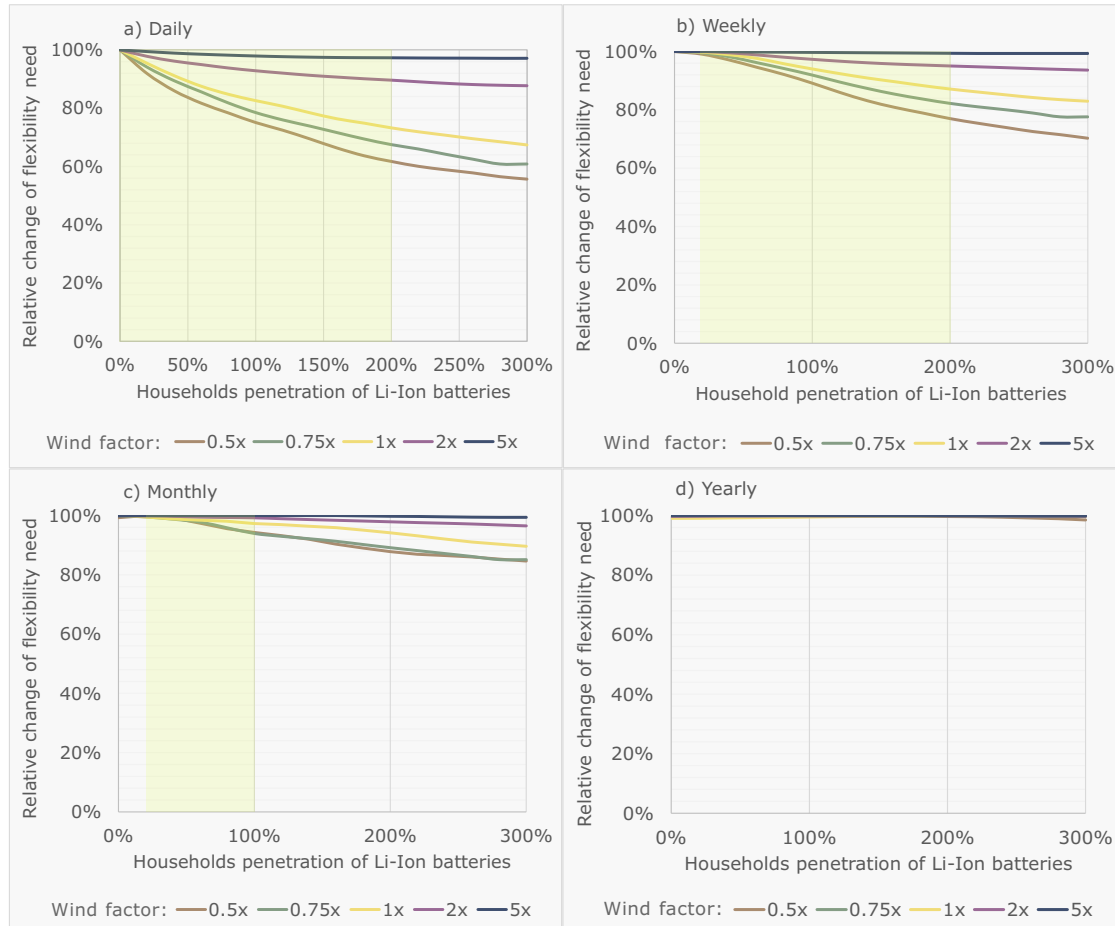 a) Daily
Relative change of flexibility need
100%
80%
60%
40%
20%
0%
0% 50% 100% 150% 200% 250% 300%
Households penetration of Li-Ion batteries
Wind factor: 0.5x 0.75x 1x 2x 5x
b) Weekly
Relative change of flexibility need
100%
80%
60%
40%
20%
0%
0% 100% 200% 300%
Household penetration of Li-Ion batteries
Wind factor: 0.5x 0.75x 1x 2x 5x
c) Monthly
Relative change of flexibility need
100%
80%
60%
40%
20%
0%
0% 100% 200% 300%
Households penetration of Li-Ion batteries
Wind factor: 0.5x 0.75x 1x 2x 5x
d) Yearly
Relative change of flexibility need
100%
80%
60%
40%
20%
0%
0% 100% 200% 300%
Households penetration of Li-Ion batteries
Wind factor: 0.5x 0.75x 1x 2x 5x